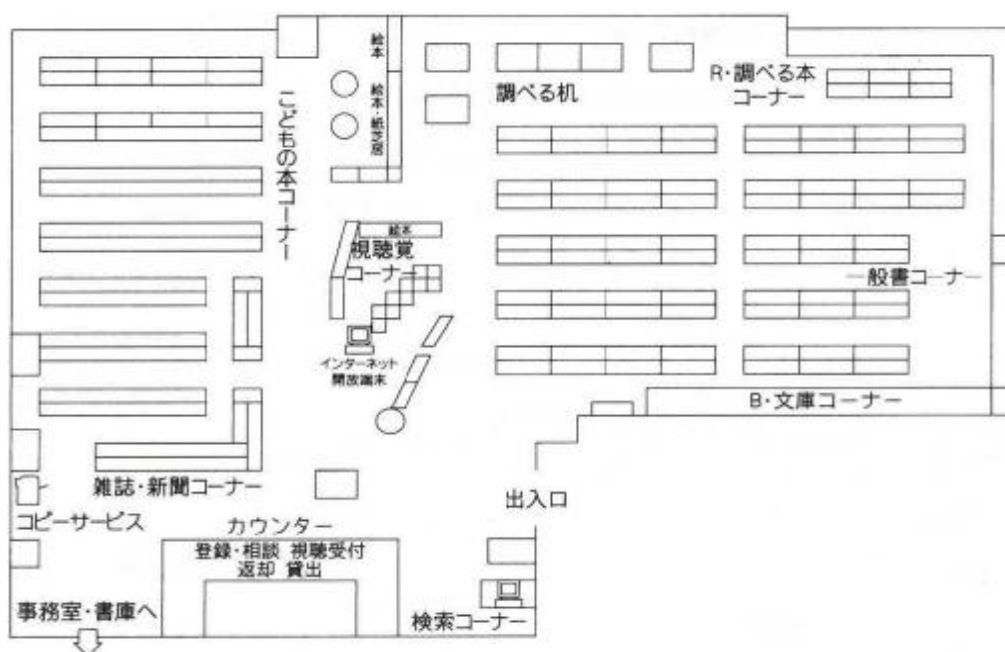 絵本
絵本・紙芝居
こどもの本コーナー
調べる机
R・調べる本
コーナー
絵本
視聴覚
コーナー
一般書コーナー
インターネット
開放端末
B・文庫コーナー
雑誌・新聞コーナー
出入口
コピーサービス
カウンター
登録・相談 視聴受付
返却 貸出
事務室・書庫へ
検索コーナー